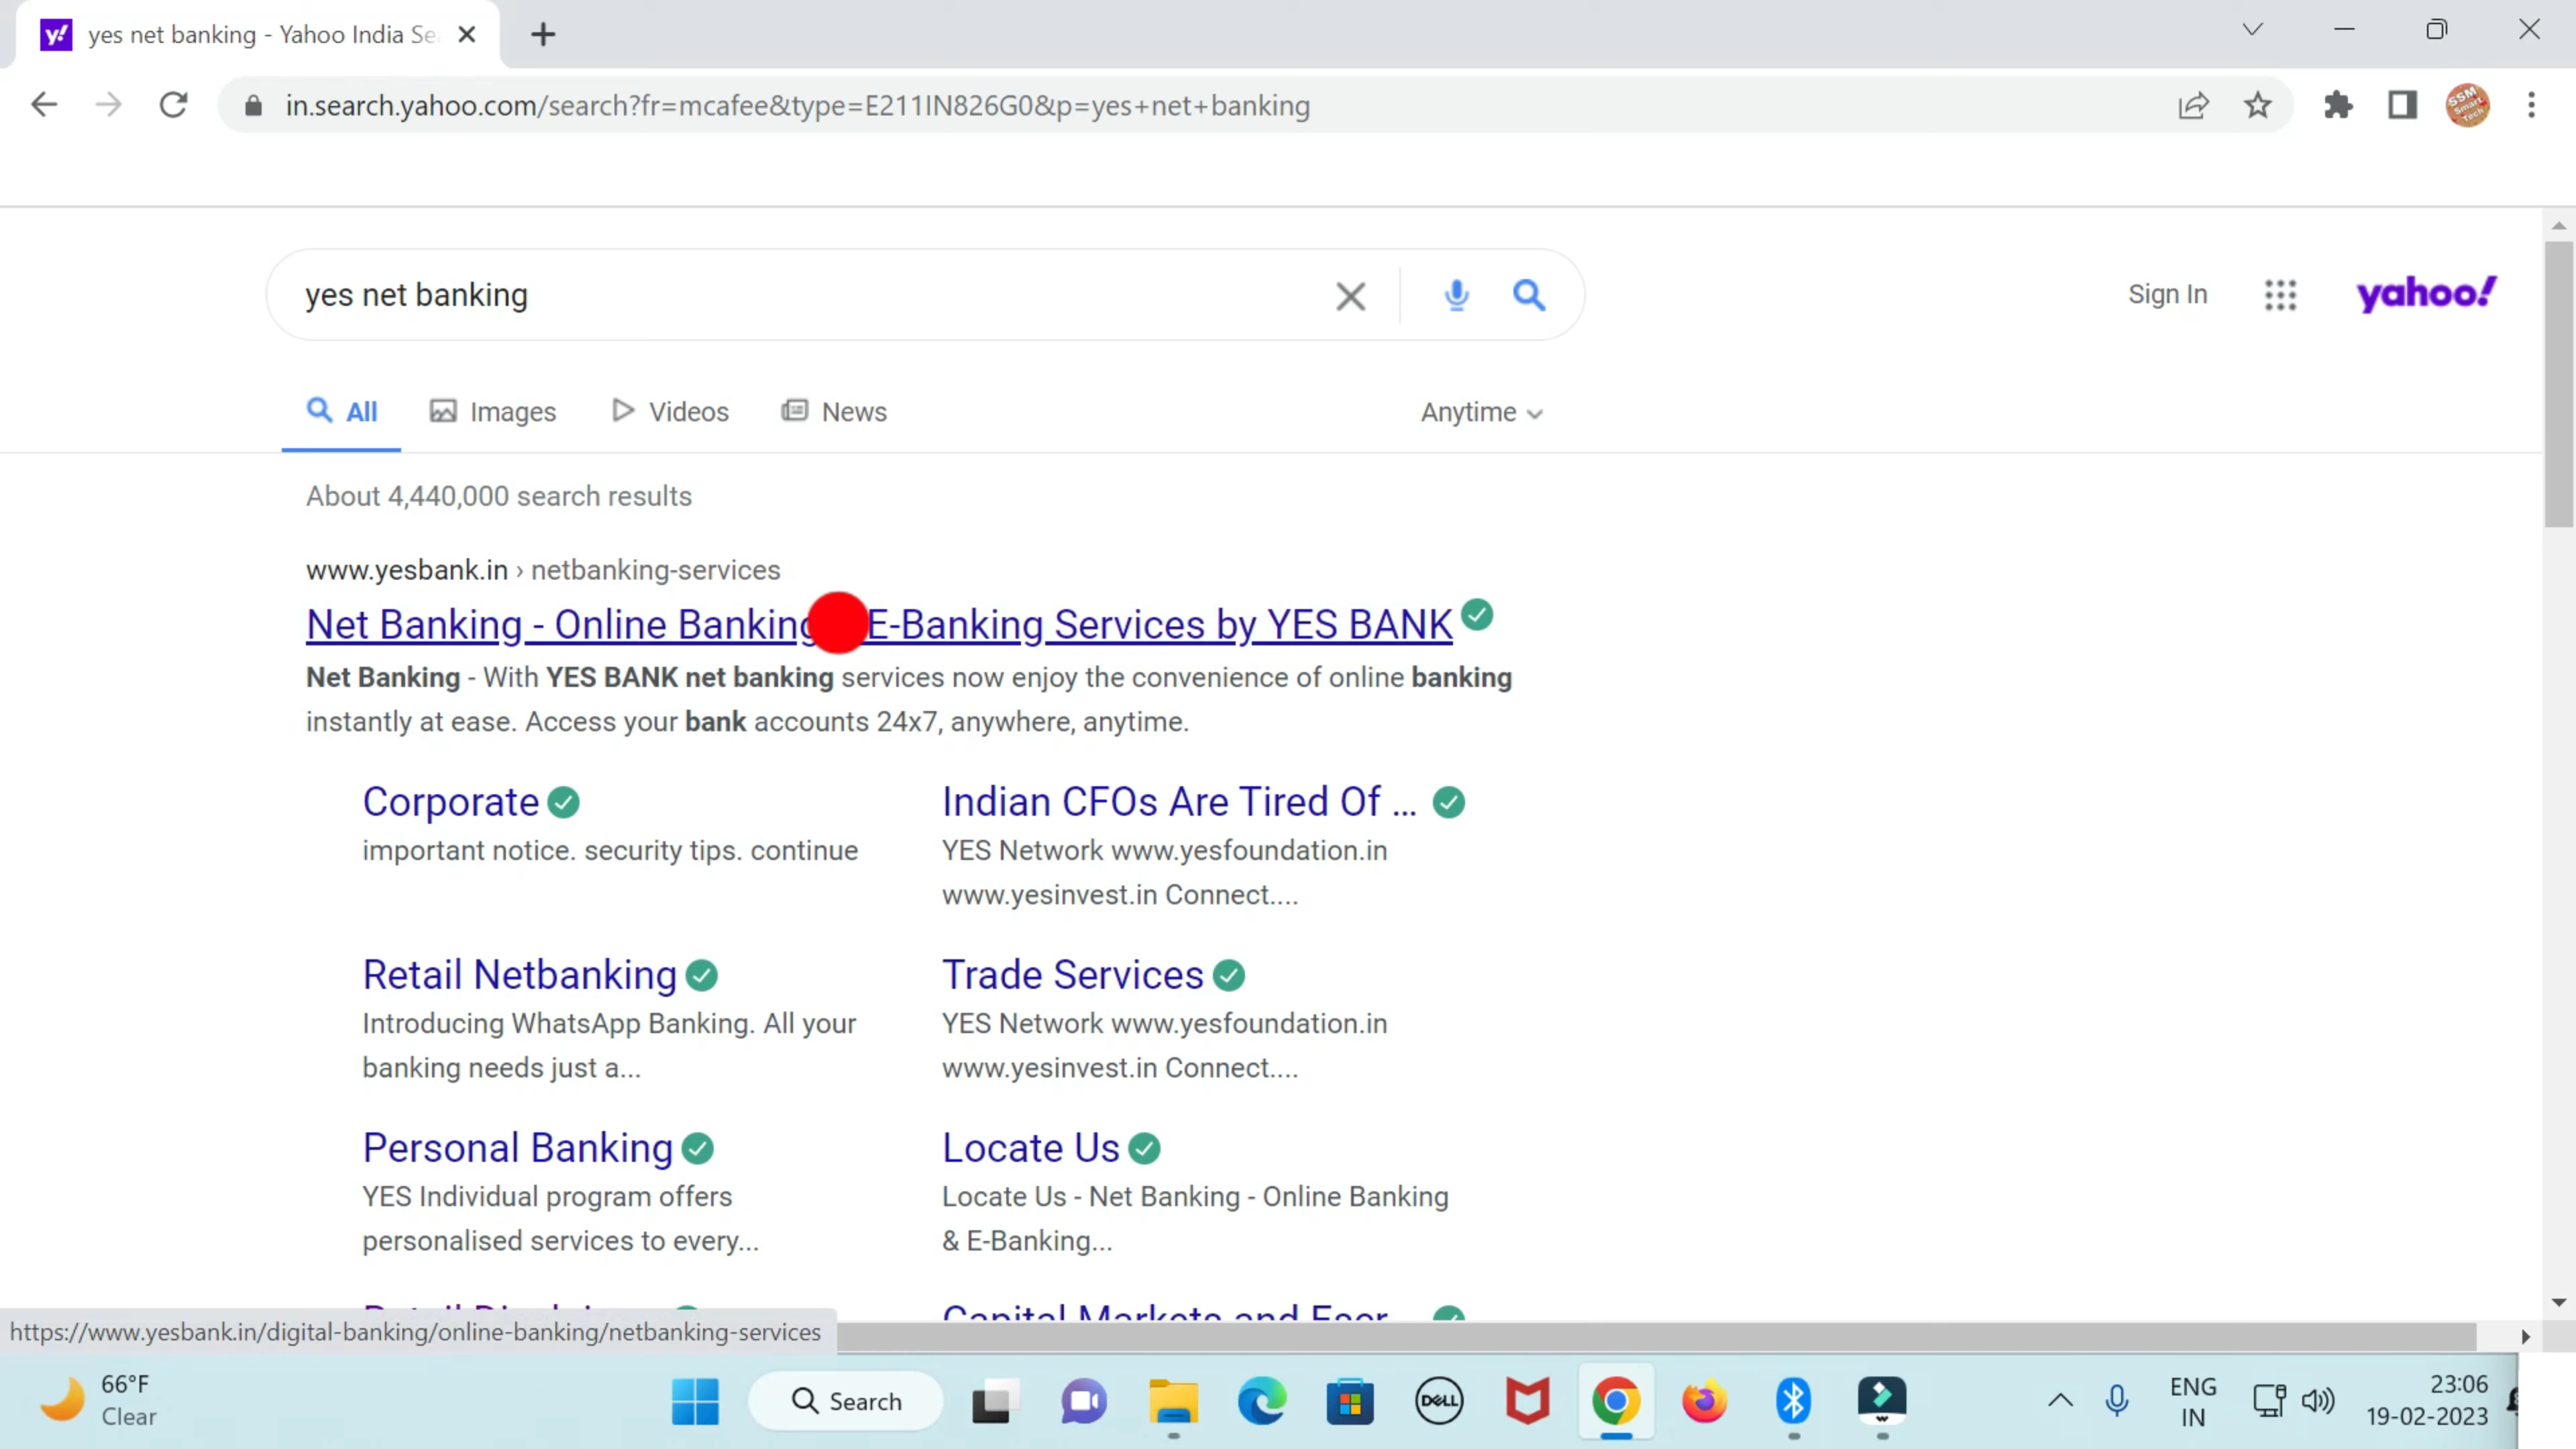 yes net banking - Yahoo India Se
in.search.yahoo.com/search?fr=mcafee&type=E211IN826G0&p=yes+net+banking
SSM Smart Tech
yes net banking
Sign In
yahoo!
All Images Videos News Anytime
About 4,440,000 search results
www.yesbank.in › netbanking-services
Net Banking - Online Banking E-Banking Services by YES BANK
Net Banking - With YES BANK net banking services now enjoy the convenience of online banking
instantly at ease. Access your bank accounts 24x7, anywhere, anytime.
Corporate
important notice. security tips. continue
Indian CFOs Are Tired Of ...
YES Network www.yesfoundation.in
www.yesinvest.in Connect....
Retail Netbanking
Introducing WhatsApp Banking. All your
banking needs just a...
Trade Services
YES Network www.yesfoundation.in
www.yesinvest.in Connect....
Personal Banking
YES Individual program offers
personalised services to every...
Locate Us
Locate Us - Net Banking - Online Banking
& E-Banking...
Capital Markets and
https://www.yesbank.in/digital-banking/online-banking/netbanking-services
66°F
Clear
Search
DELL
ENG
IN
23:06
19-02-2023